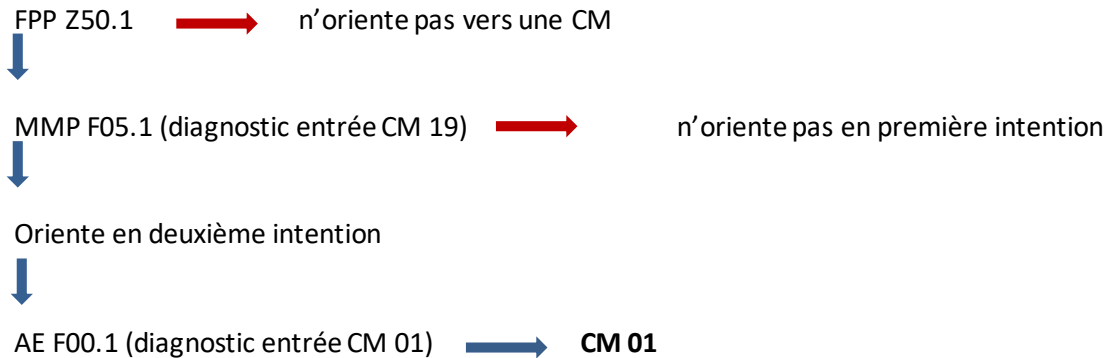 FPP Z50.1 n’oriente pas vers une CM
MMP F05.1 (diagnostic entrée CM 19) n’oriente pas en première intention
Oriente en deuxième intention
AE F00.1 (diagnostic entrée CM 01) CM 01